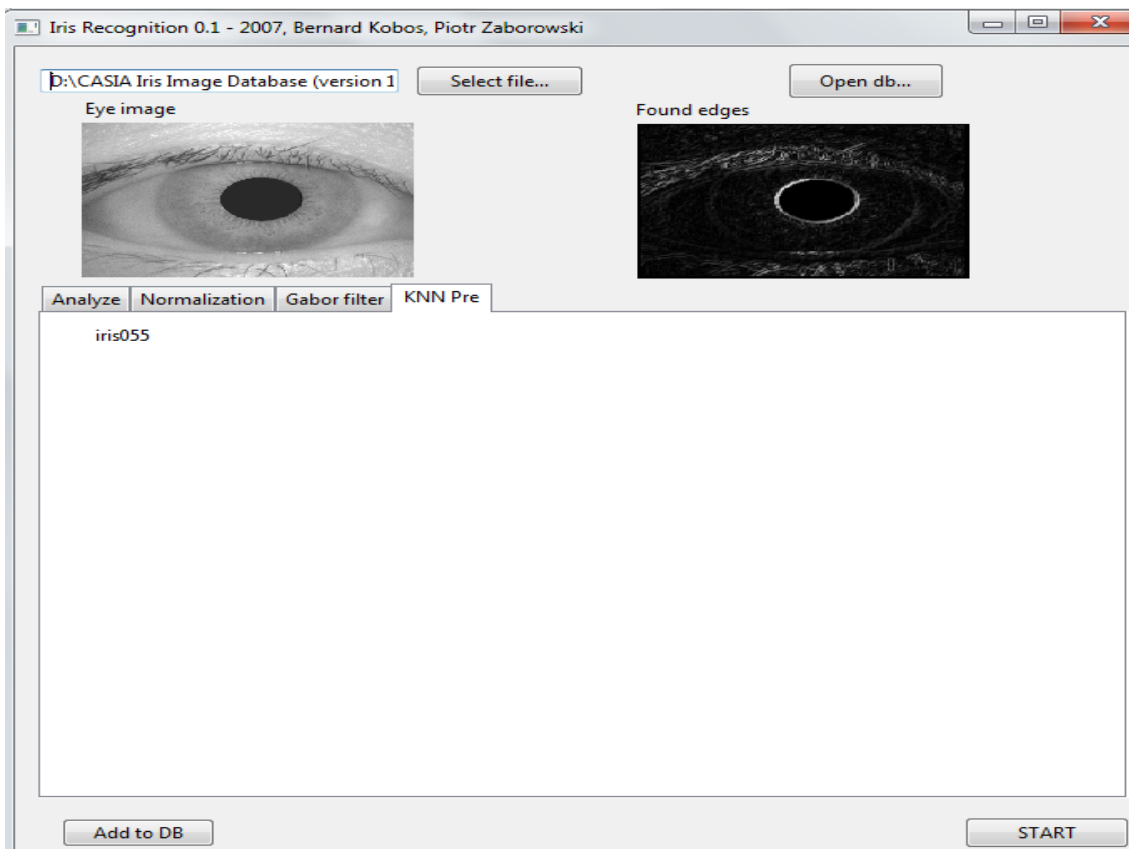 Iris Recognition 0.1 - 2007, Bernard Kobos, Piotr Zaborowski
D:\CASIA Iris Image Database (version 1
Select file...
Open db...
Eye image
Found edges
Analyze
Normalization
Gabor filter
KNN Pre
iris055
Add to DB
START